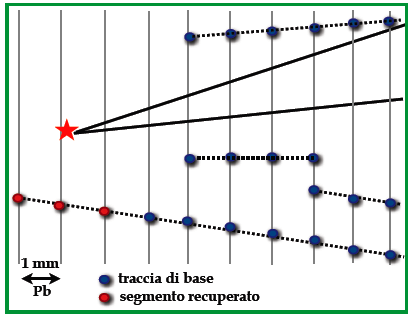 1 mm
Pb
traccia di base
segmento recuperato